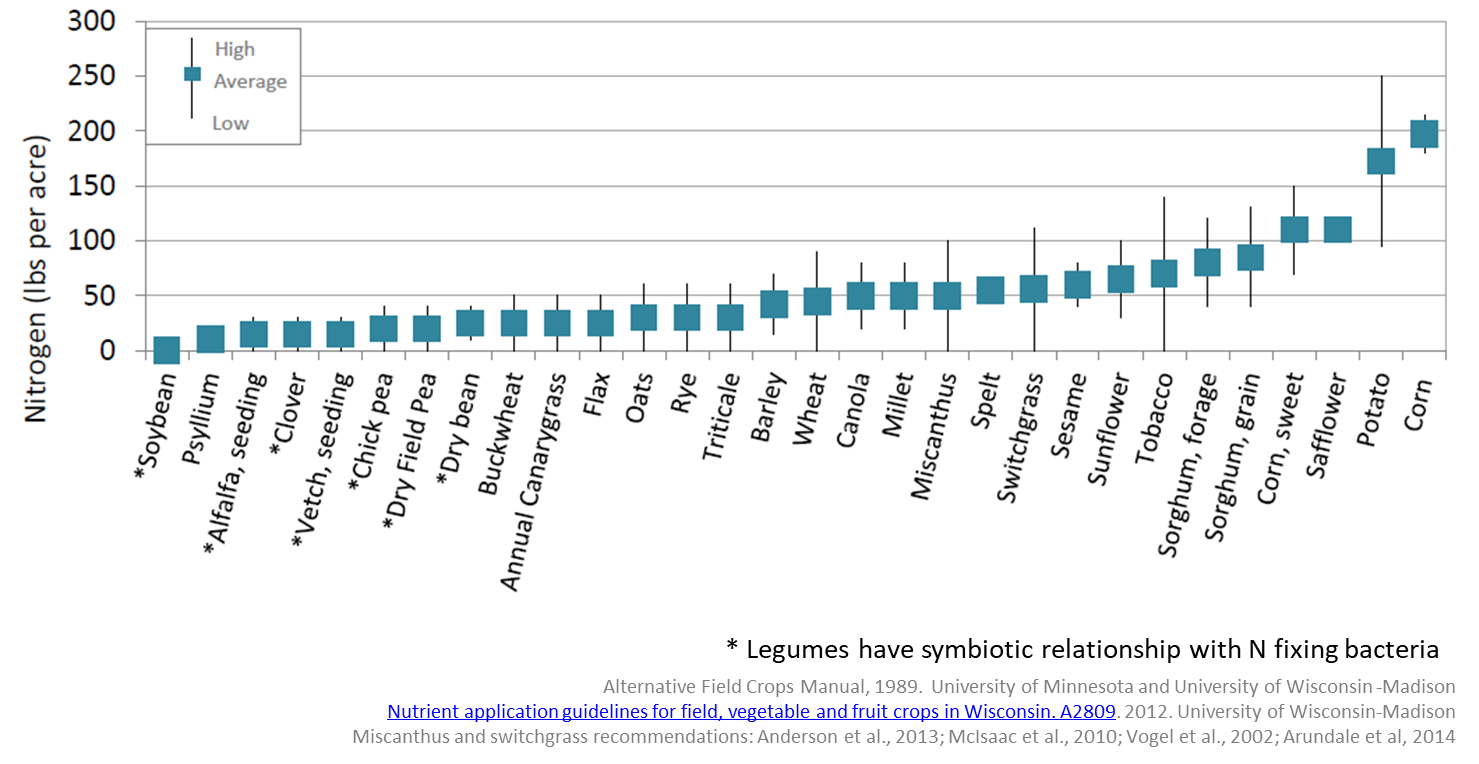 300
250
200
150
100
50
0
Nitrogen (lbs per acre)
High
Average
Low
*Soybean
Psyllium
*Alfalfa, seeding
*Clover
*Vetch, seeding
*Chick pea
*Dry Field Pea
*Dry bean
Buckwheat
Annual Canarygrass
Flax
Oats
Rye
Triticale
Barley
Wheat
Canola
Millet
Miscanthus
Spelt
Switchgrass
Sesame
Sunflower
Tobacco
Sorghum, forage
Sorghum, grain
Corn, sweet
Safflower
Potato
Corn
* Legumes have symbiotic relationship with N fixing bacteria
Alternative Field Crops Manual, 1989. University of Minnesota and University of Wisconsin-Madison
Nutrient application guidelines for field, vegetable and fruit crops in Wisconsin. A2809. 2012. University of Wisconsin-Madison
Miscanthus and switchgrass recommendations: Anderson et al., 2013; McIsaac et al., 2010; Vogel et al., 2002; Arundale et al, 2014